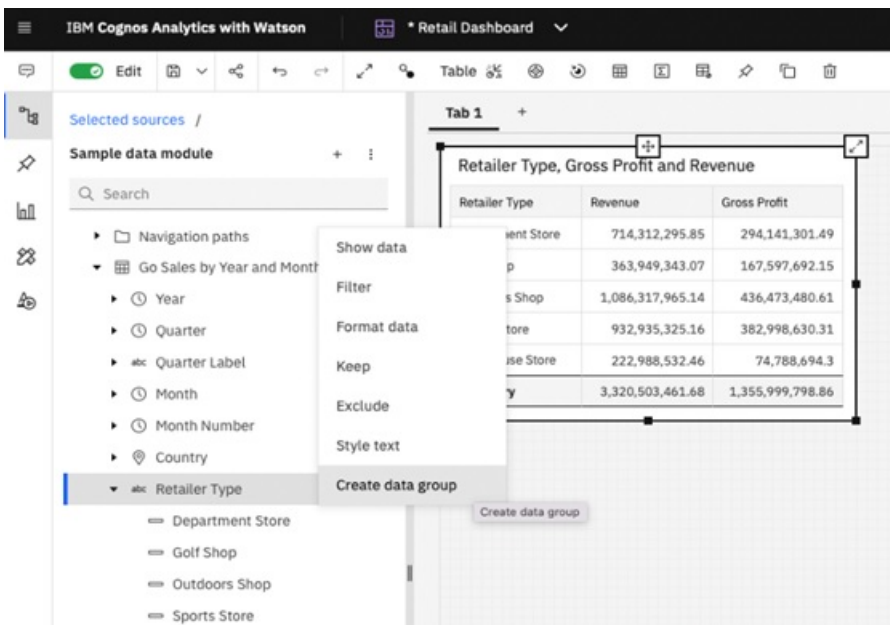 IBM Cognos Analytics with Watson
* Retail Dashboard
Edit
Table
Selected sources /
Sample data module
Search
Navigation paths
Go Sales by Year and Month
Year
Quarter
abc Quarter Label
Month
Month Number
Country
abc Retailer Type
Department Store
Golf Shop
Outdoors Shop
Sports Store
Show data
Filter
Format data
Keep
Exclude
Style text
Create data group
Create data group
Tab 1 +
Retailer Type, Gross Profit and Revenue
Retailer Type Revenue Gross Profit
Store 714,312,295.85 294,141,301.49
363,949,343.07 167,597,692.15
Shop 1,086,317,965.14 436,473,480.61
932,935,325.16 382,998,630.31
Store 222,988,532.46 74,788,694.3
3,320,503,461.68 1,355,999,798.86